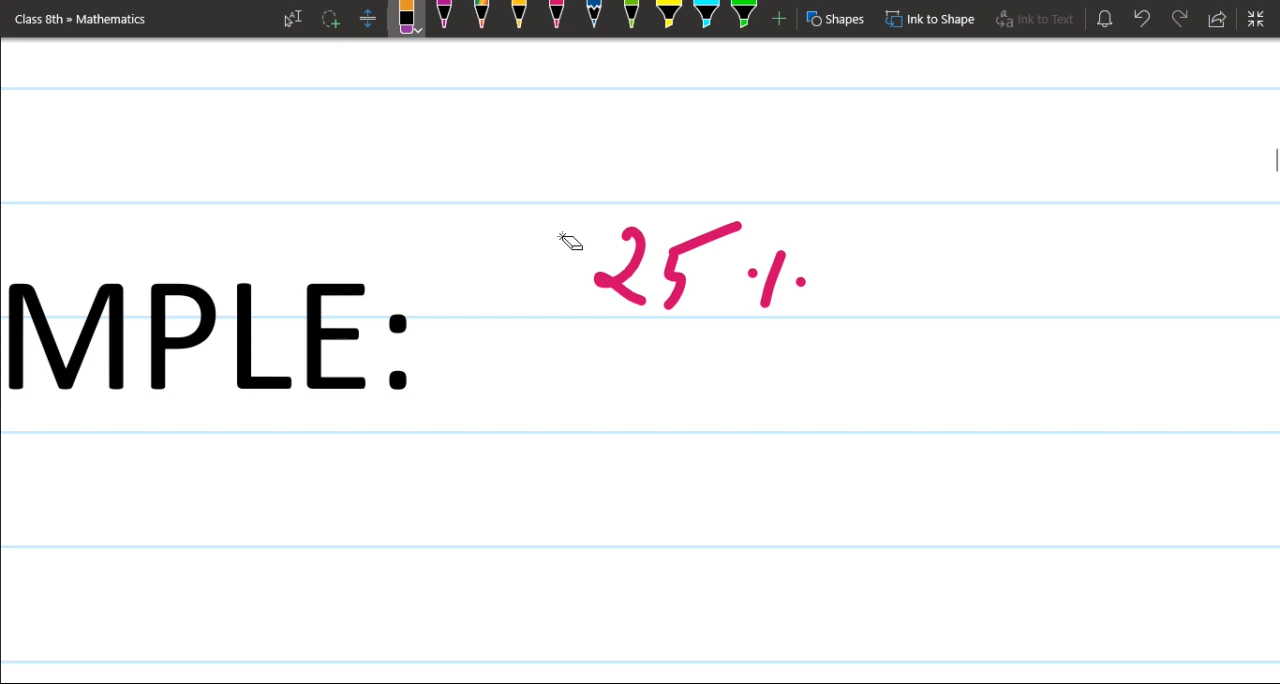 Class 8th » Mathematics
Shapes
Ink to Shape
Ink to Text
25%
MPLE: